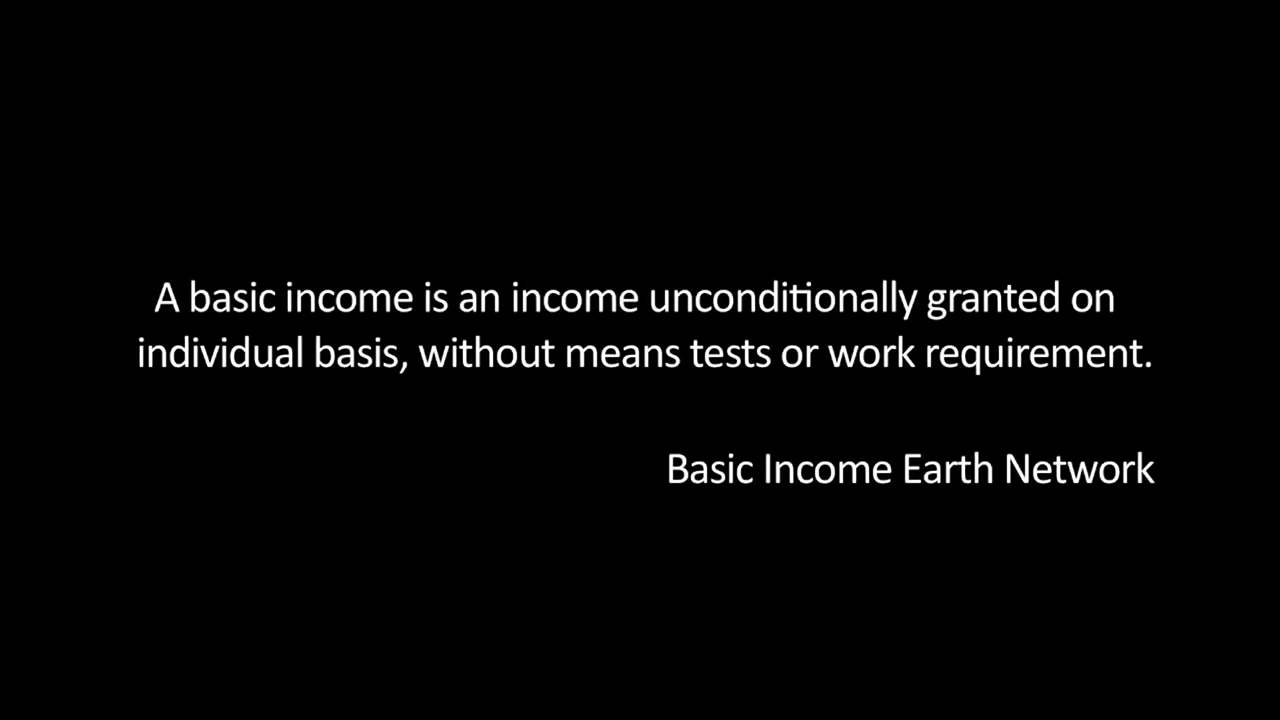 A basic income is an income unconditionally granted on
individual basis, without means tests or work requirement.
Basic Income Earth Network